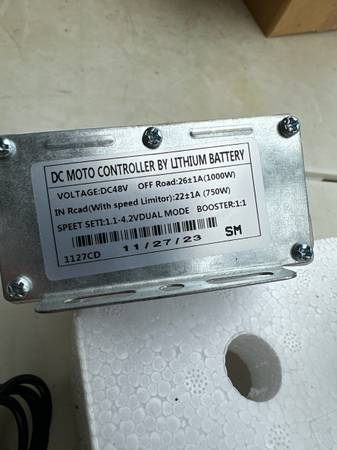 DC MOTO CONTROLLER BY LITHIUM BATTERY
VOLTAGE:DC48V OFF Road:26±1A(1000W)
IN Rcad(With speed Limitor):22±1A (750W)
SPEET SETI:1.1-4.2VDUAL MODE BOOSTER:1:1
11/27/23 SM
1127CD